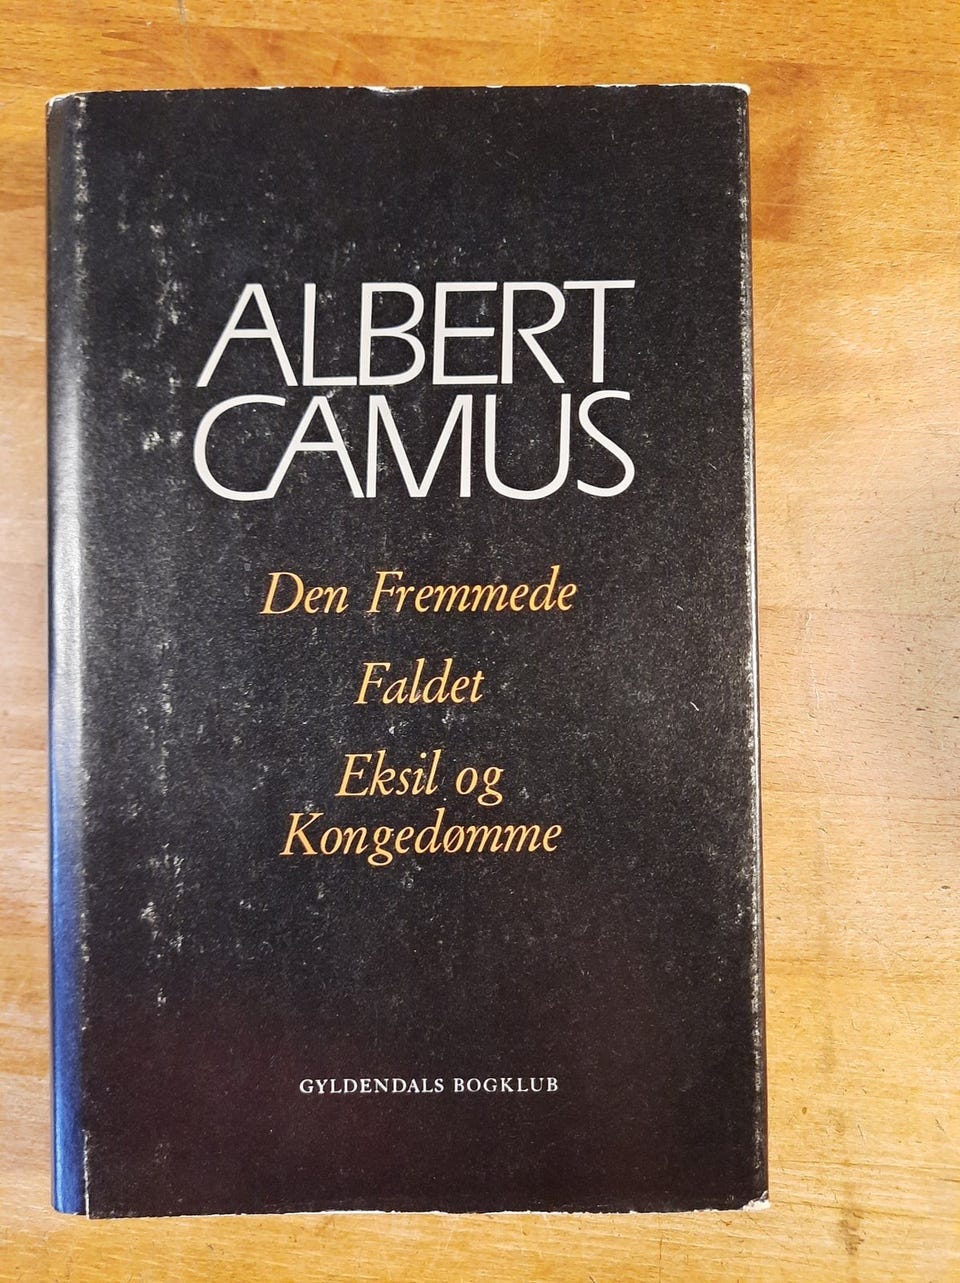 ALBERT
CAMUS
Den Fremmede
Faldet
Eksil og
Kongedømme
GYLDENDALS BOGKLUB